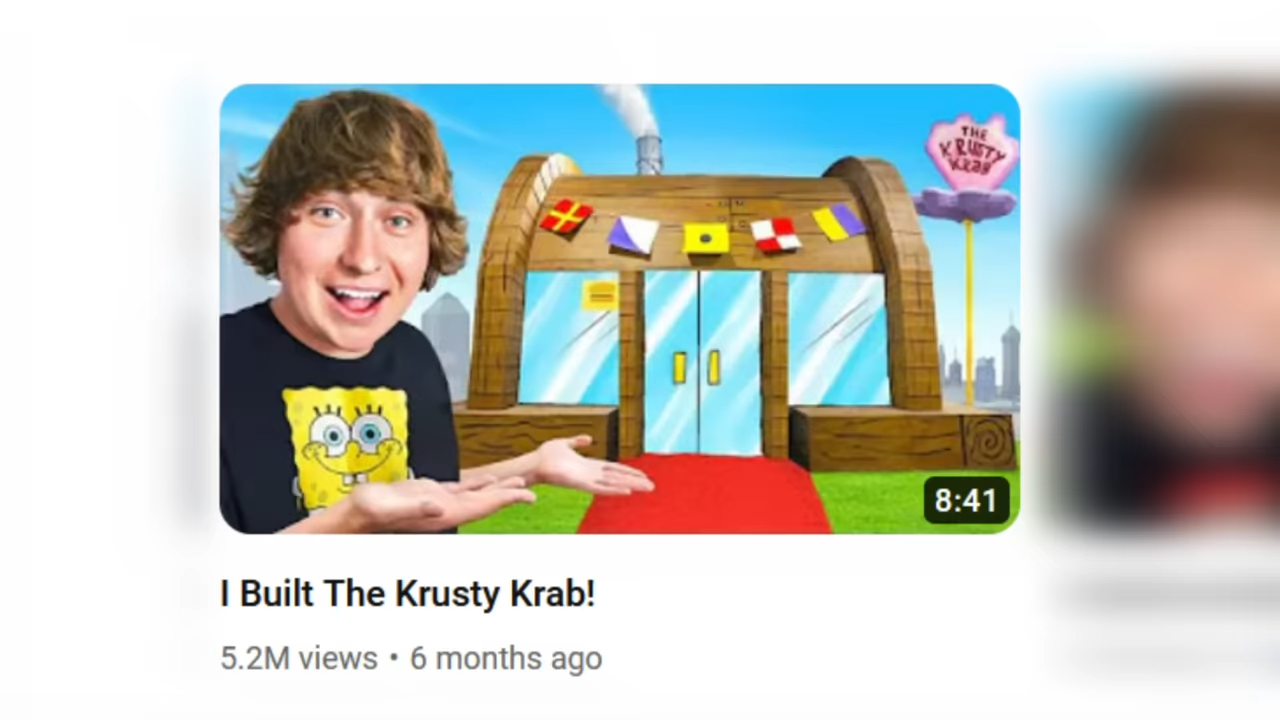 THE
KRUSTY
KRAB
8:41
I Built The Krusty Krab!
5.2M views • 6 months ago